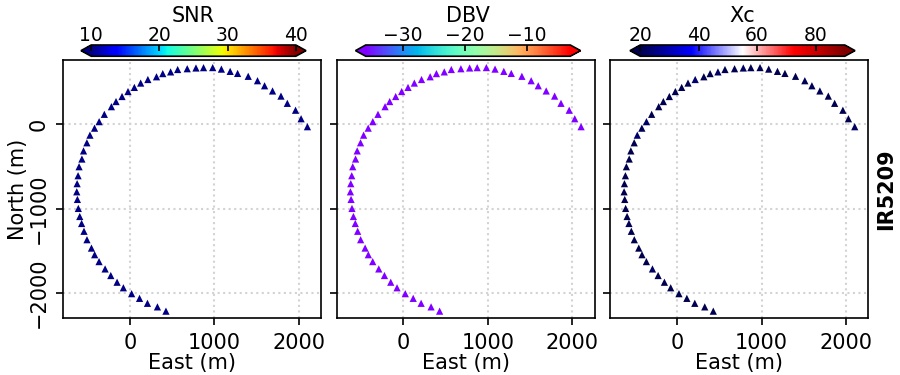 SNR DBV Xc
10 20 30 40 −30 −20 −10 20 40 60 80
North (m)
0
−1000
−2000
0 1000 2000 0 1000 2000 0 1000 2000
East (m) East (m) East (m)
IR5209